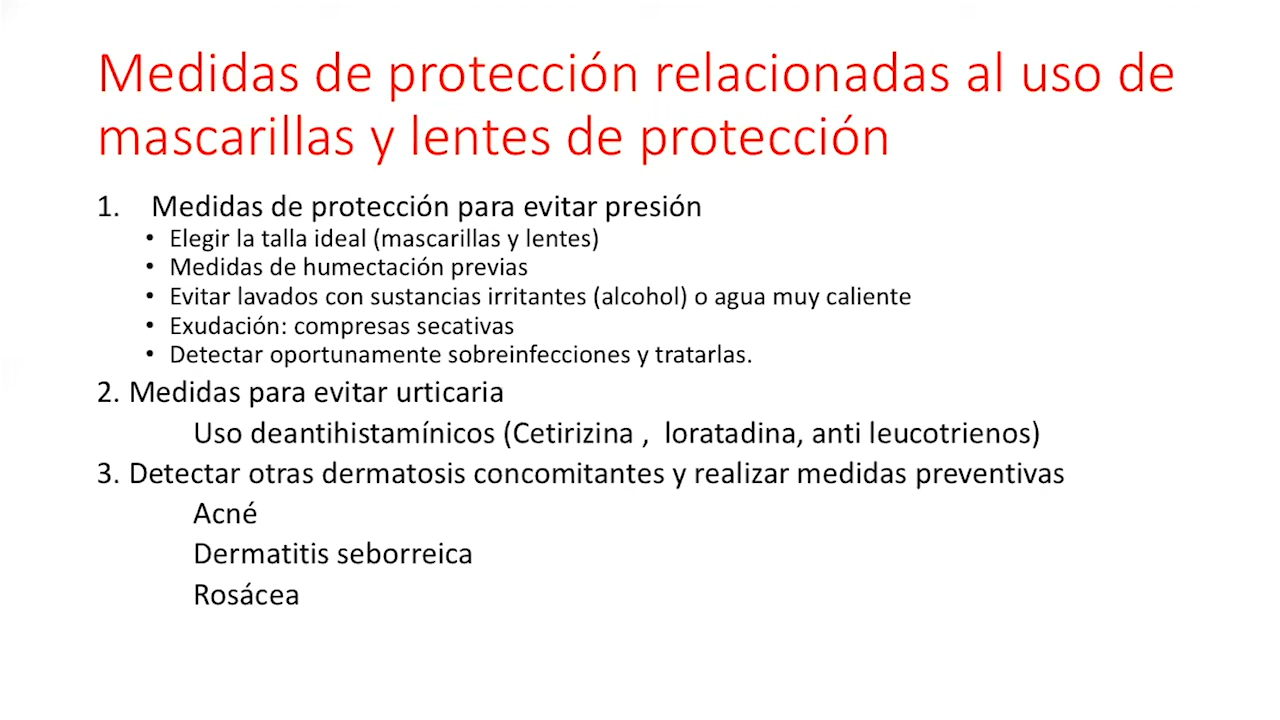 Medidas de protección relacionadas al uso de
mascarillas y lentes de protección
1. Medidas de protección para evitar presión
• Elegir la talla ideal (mascarillas y lentes)
• Medidas de humectación previas
• Evitar lavados con sustancias irritantes (alcohol) o agua muy caliente
• Exudación: compresas secativas
• Detectar oportunamente sobreinfecciones y tratarlas.
2. Medidas para evitar urticaria
Uso deantihistamínicos (Cetirizina , loratadina, anti leucotrienos)
3. Detectar otras dermatosis concomitantes y realizar medidas preventivas
Acné
Dermatitis seborreica
Rosácea